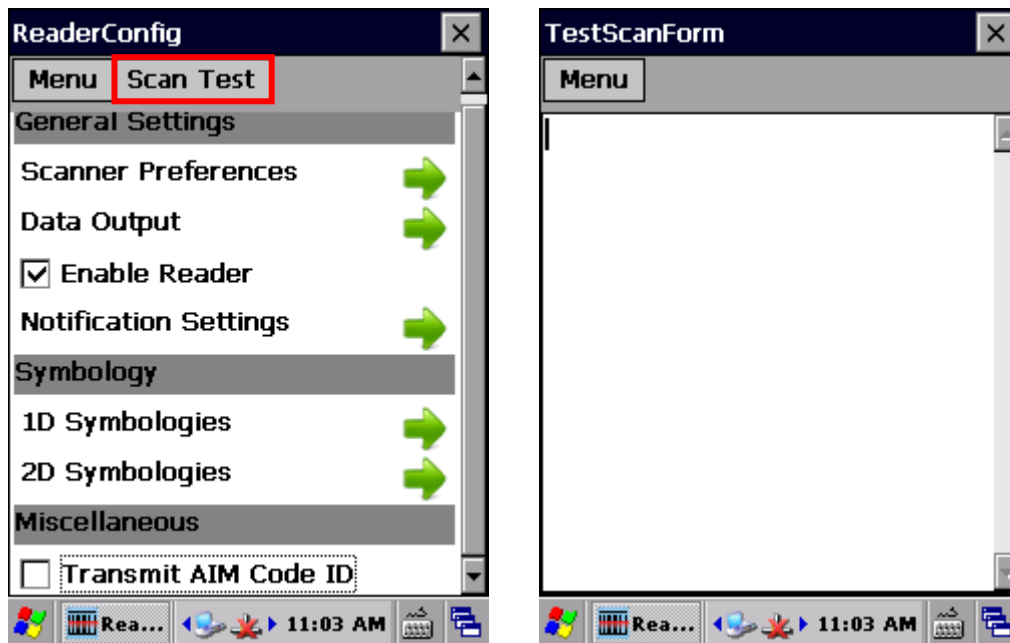 ReaderConfig
Menu Scan Test
General Settings
Scanner Preferences
Data Output
Enable Reader
Notification Settings
Symbology
1D Symbologies
2D Symbologies
Miscellaneous
Transmit AIM Code ID
Rea... 11:03 AM
TestScanForm
Menu
Rea... 11:03 AM